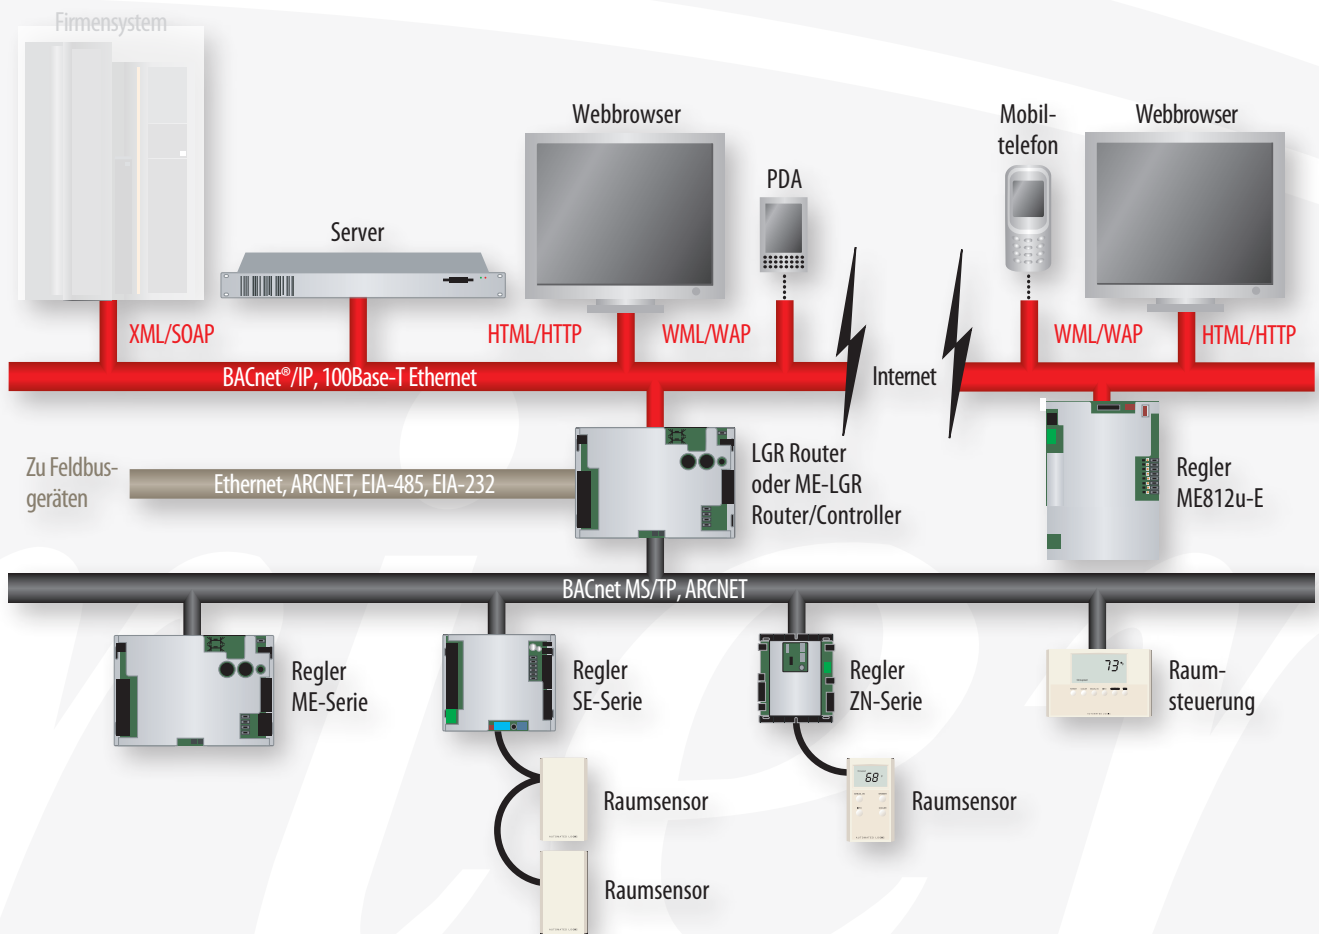 Firmensystem
Webbrowser
Mobil-
telefon
Webbrowser
PDA
Server
XML/SOAP
HTML/HTTP
WML/WAP
WML/WAP
HTML/HTTP
BACnet®/IP, 100Base-T Ethernet
Internet
Zu Feldbus-
geräten
Ethernet, ARCNET, EIA-485, EIA-232
LGR Router
oder ME-LGR
Router/Controller
Regler
ME812u-E
BACnet MS/TP, ARCNET
Regler
ME-Serie
Regler
SE-Serie
Regler
ZN-Serie
73°
Raum-
steuerung
68
Raumsensor
Raumsensor
Raumsensor